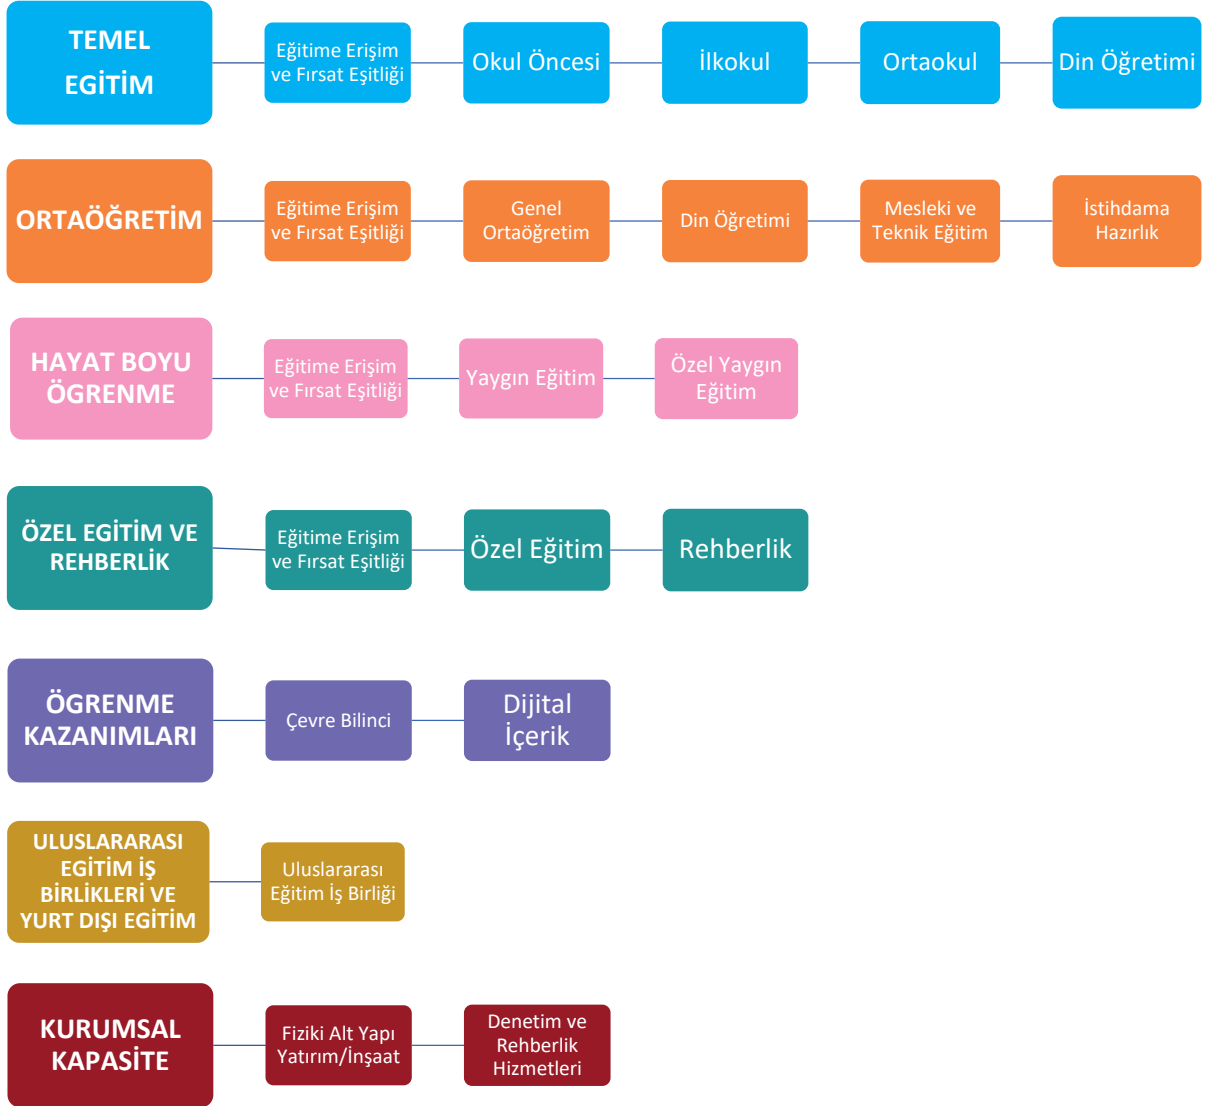 TEMEL
EGİTİM
Eğitime Erişim
ve Fırsat Eşitliği
Okul Öncesi
İlkokul
Ortaokul
Din Öğretimi
ORTAÖĞRETİM
Eğitime Erişim
ve Fırsat Eşitliği
Genel
Ortaöğretim
Din Öğretimi
Mesleki ve
Teknik Eğitim
İstihdama
Hazırlık
HAYAT BOYU
ÖGRENME
Eğitime Erişim
ve Fırsat Eşitliği
Yaygın Eğitim
Özel Yaygın
Eğitim
ÖZEL EGİTİM VE
REHBERLİK
Eğitime Erişim
ve Fırsat Eşitliği
Özel Eğitim
Rehberlik
ÖGRENME
KAZANIMLARI
Çevre Bilinci
Dijital
İçerik
ULUSLARARASI
EGİTİM İŞ
BİRLİKLERİ VE
YURT DIŞI EGİTİM
Uluslararası
Eğitim İş Birliği
KURUMSAL
KAPASİTE
Fiziki Alt Yapı
Yatırım/İnşaat
Denetim ve
Rehberlik
Hizmetleri